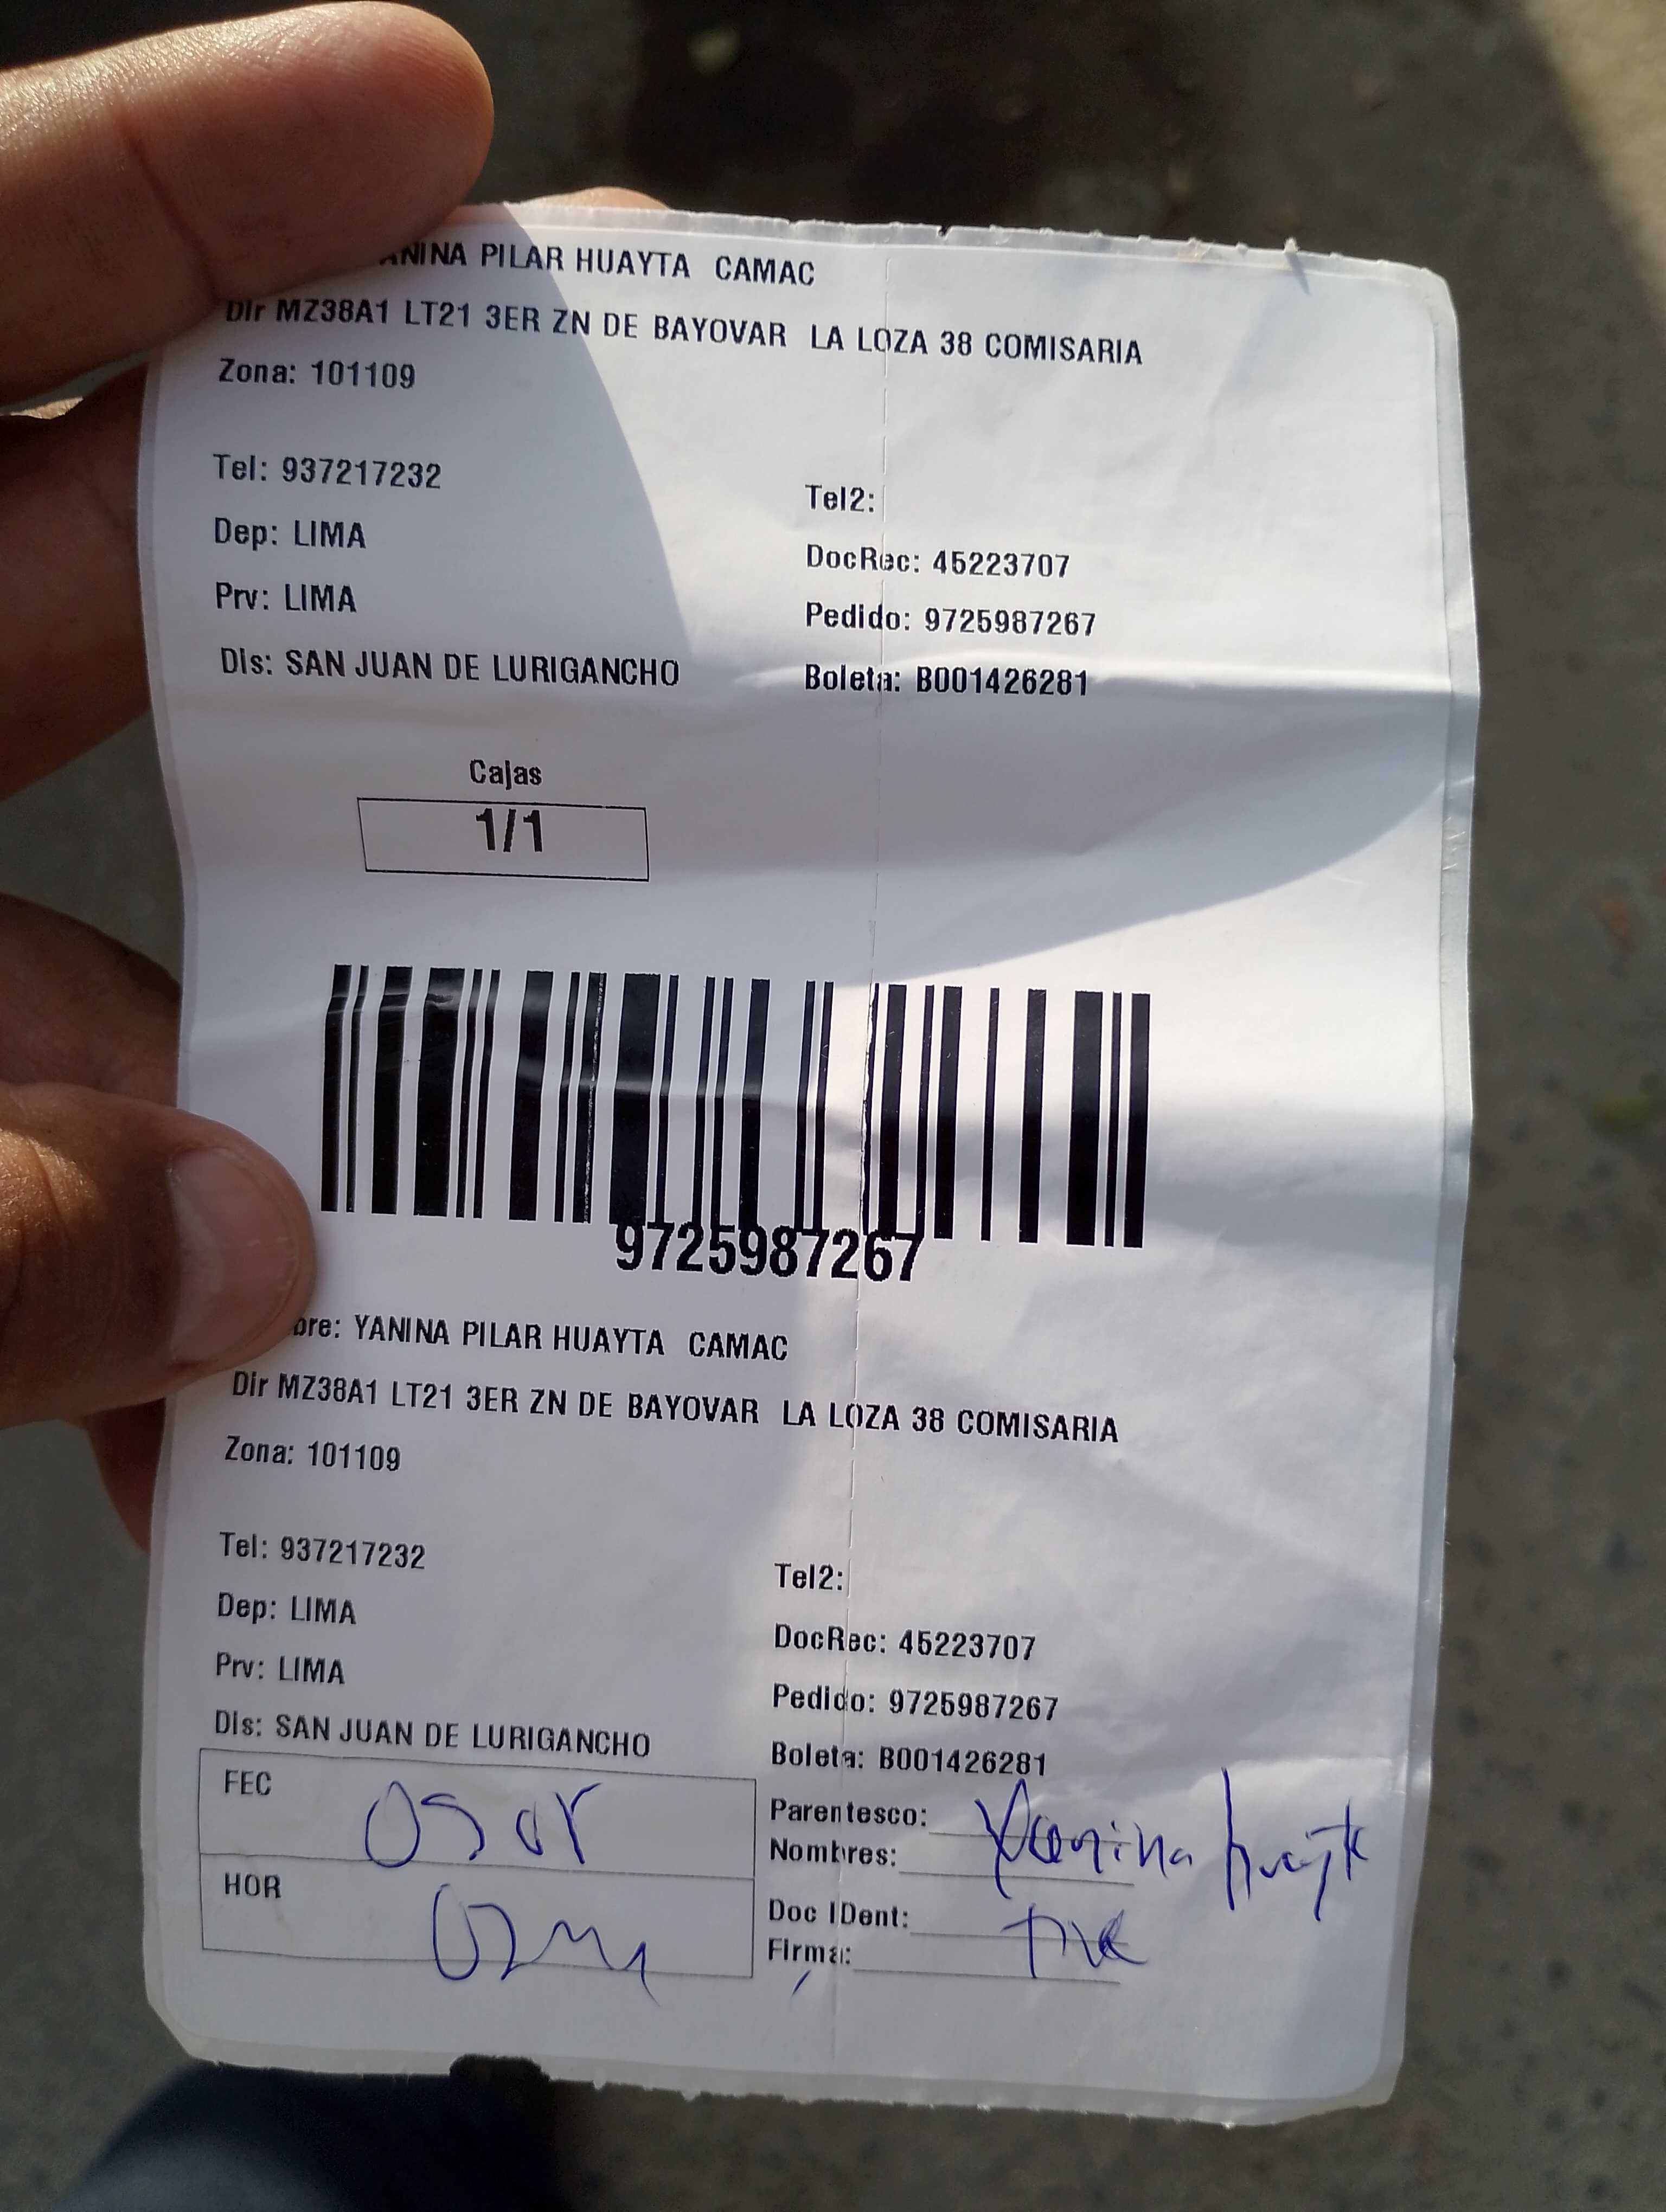 ANINA PILAR HUAYTA CAMAC
Dir MZ38A1 LT21 3ER ZN DE BAYOVAR LA LOZA 38 COMISARIA
Zona: 101109
Tel: 937217232
Tel2:
Dep: LIMA
DocRec: 45223707
Prv: LIMA
Pedido: 9725987267
Dis: SAN JUAN DE LURIGANCHO
Boleta: B001426281
Cajas
1/1
9725987267
bre: YANINA PILAR HUAYTA CAMAC
Dir MZ38A1 LT21 3ER ZN DE BAYOVAR LA LOZA 38 COMISARIA
Zona: 101109
Tel: 937217232
Tel2:
Dep: LIMA
DocRec: 45223707
Prv: LIMA
Pedido: 9725987267
Dis: SAN JUAN DE LURIGANCHO
Boleta: B001426281
FEC
Parentesco:
Nombres: Yanina
HOR
Doc IDent:
Firma: